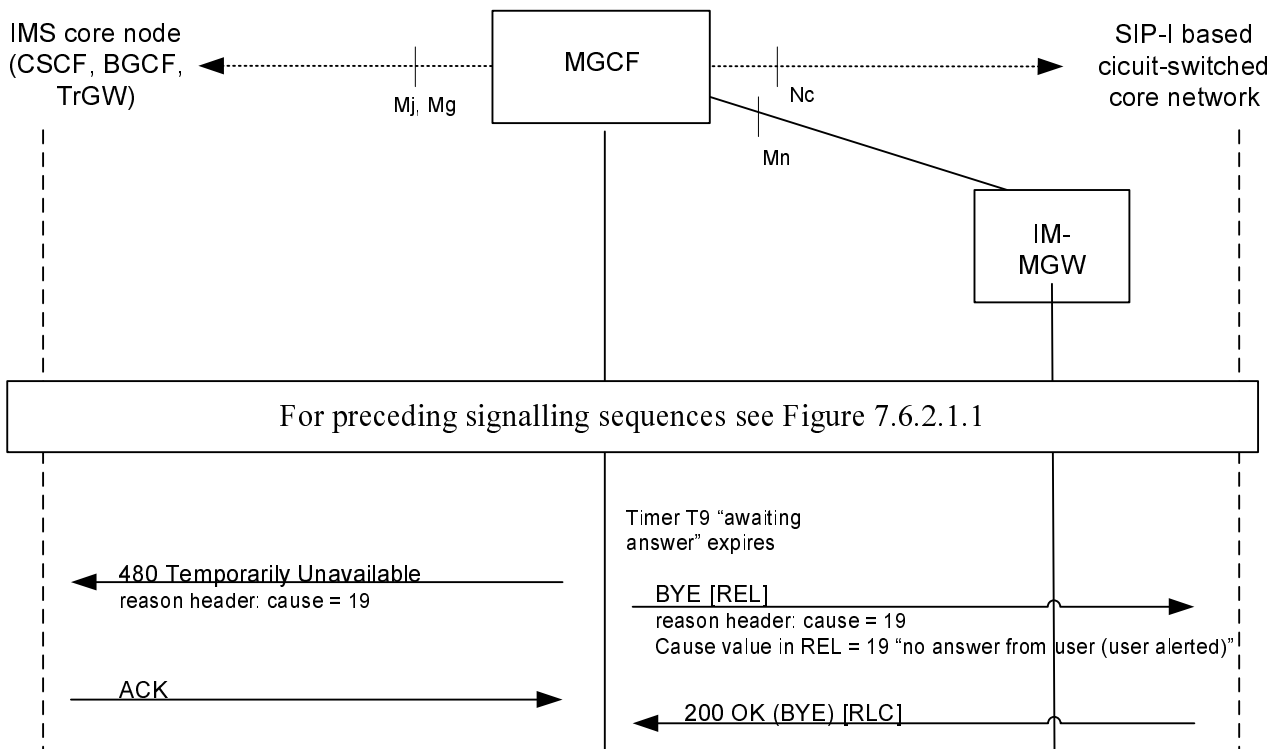 IMS core node
(CSCF, BGCF,
TrGW)
MGCF
SIP-I based
cicuit-switched
core network
Mj, Mg
Nc
Mn
IM-
MGW
For preceding signalling sequences see Figure 7.6.2.1.1
Timer T9 “awaiting
answer” expires
480 Temporarily Unavailable
reason header: cause = 19
BYE [REL]
reason header: cause = 19
Cause value in REL = 19 “no answer from user (user alerted)”
ACK
200 OK (BYE) [RLC]